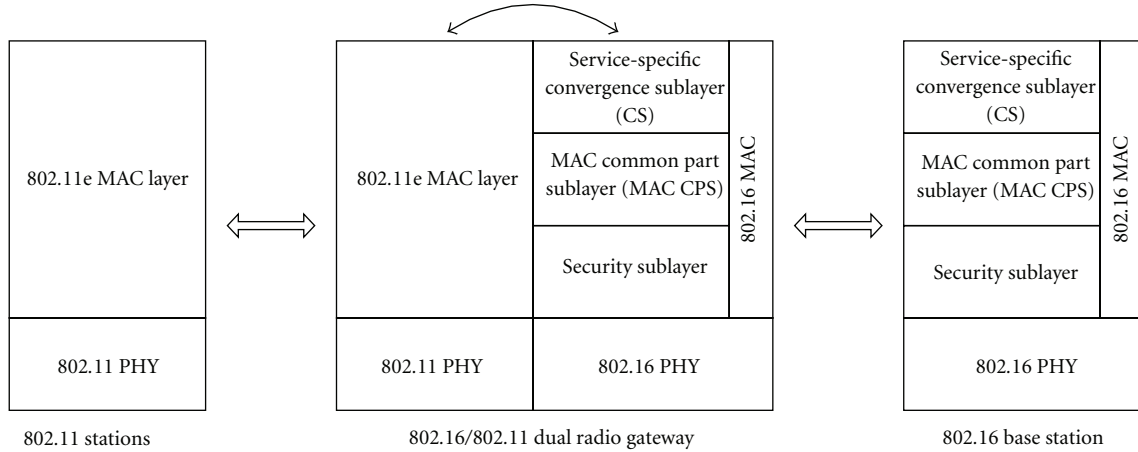 802.11e MAC layer
802.11 PHY
802.11 stations
802.11e MAC layer
802.11 PHY
Service-specific
convergence sublayer
(CS)
MAC common part
sublayer (MAC CPS)
Security sublayer
802.16 MAC
802.16 PHY
802.16/802.11 dual radio gateway
Service-specific
convergence sublayer
(CS)
MAC common part
sublayer (MAC CPS)
Security sublayer
802.16 MAC
802.16 PHY
802.16 base station